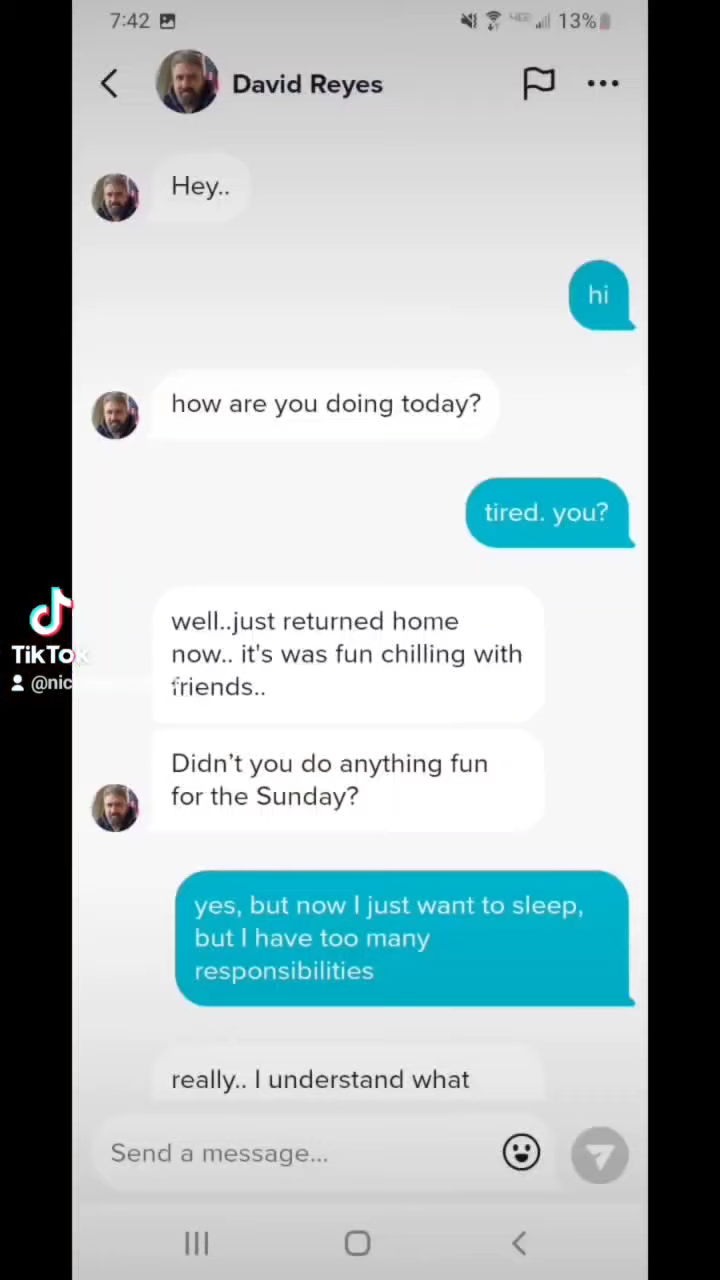 7:42
13%
David Reyes
Hey..
hi
how are you doing today?
tired. you?
well..just returned home
now.. it's was fun chilling with
friends..
Didn't you do anything fun
for the Sunday?
TikTok
@nic
yes, but now I just want to sleep,
but I have too many
responsibilities
really.. I understand what
Send a message...